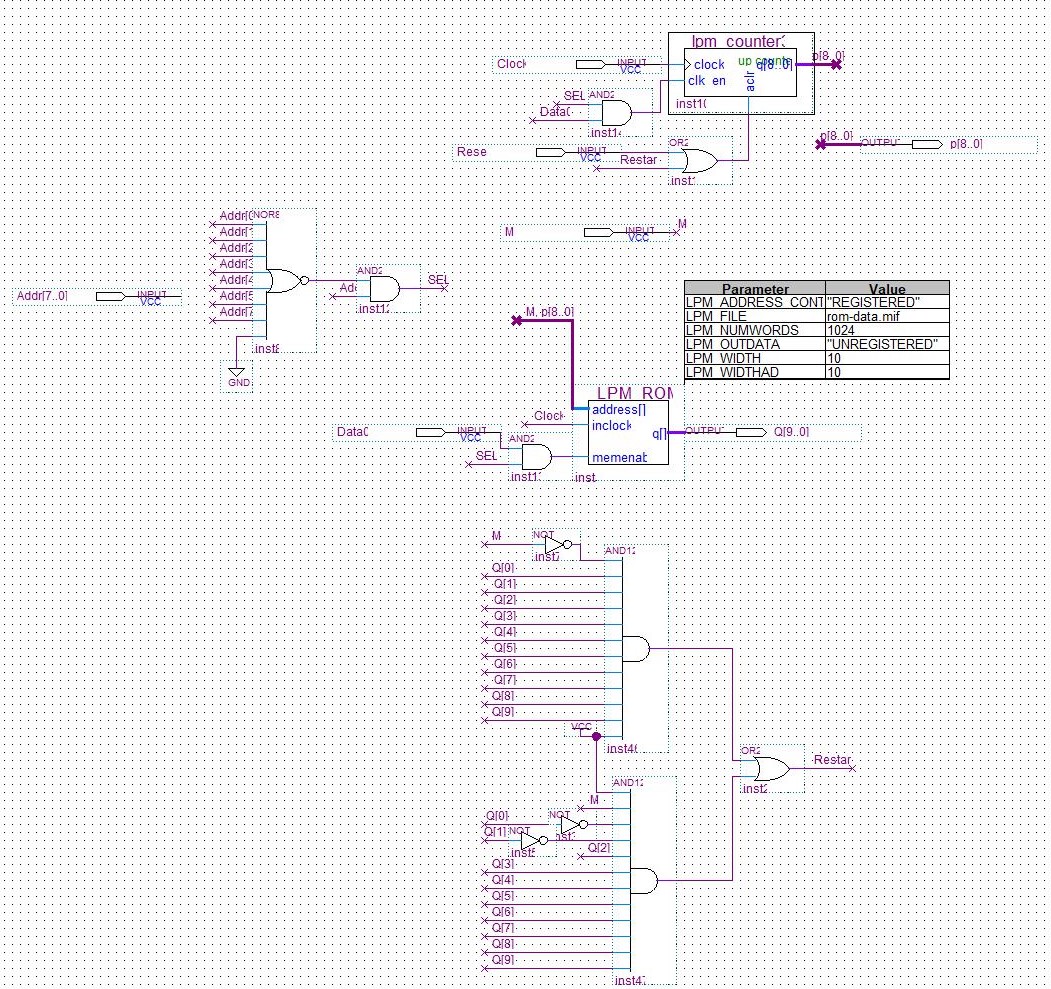 lpm_counter
Clock
INPUT
VCC
clock
up counter
q[8..0]
p[8..0]
clk_en
aclr
SEL
AND2
Data0
inst14
inst10
p[8..0]
OUTPUT
p[8..0]
Rese
INPUT
VCC
OR2
Restar
inst
Addr[0
NOR8
Addr[1
Addr[2
Addr[3
Addr[4
Addr[5
Addr[7
Addr[7..0]
INPUT
VCC
inst8
GND
AND2
SEL
Ad
inst12
M
INPUT
VCC
M
Parameter Value
LPM_ADDRESS_CONT "REGISTERED"
LPM_FILE rom-data.mif
LPM_NUMWORDS 1024
LPM_OUTDATA "UNREGISTERED"
LPM_WIDTH 10
LPM_WIDTHAD 10
M, p[8..0]
LPM_ROM
address[]
Clock
inclock
q[]
OUTPUT
Q[9..0]
memenab
inst
Data0
INPUT
VCC
AND2
SEL
inst1
M
NOT
inst
AND12
Q[0]
Q[1]
Q[2]
Q[3]
Q[4]
Q[5]
Q[6]
Q[7]
Q[8]
Q[9]
VCC
inst4
OR2
Restar
inst2
AND12
M
Q[0]
NOT
inst
Q[1]
NOT
inst
Q[2]
Q[3]
Q[4]
Q[5]
Q[6]
Q[7]
Q[8]
Q[9]
inst4